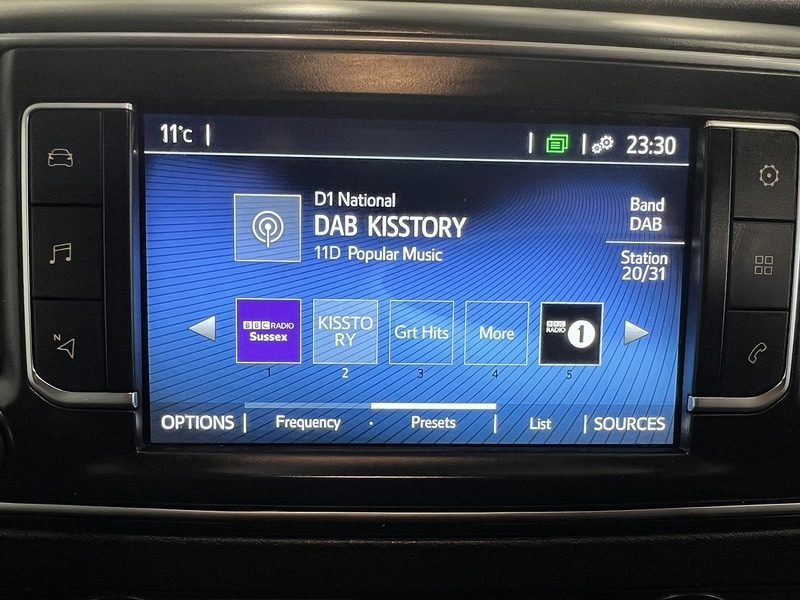 11°C
23:30
D1 National
DAB KISSTORY
11D Popular Music
Band
DAB
Station
20/31
BBC RADIO
Sussex
KISSTO
RY
Grt Hits
More
BBC
RADIO 1
1 2 3 4 5
N
OPTIONS Frequency · Presets List SOURCES